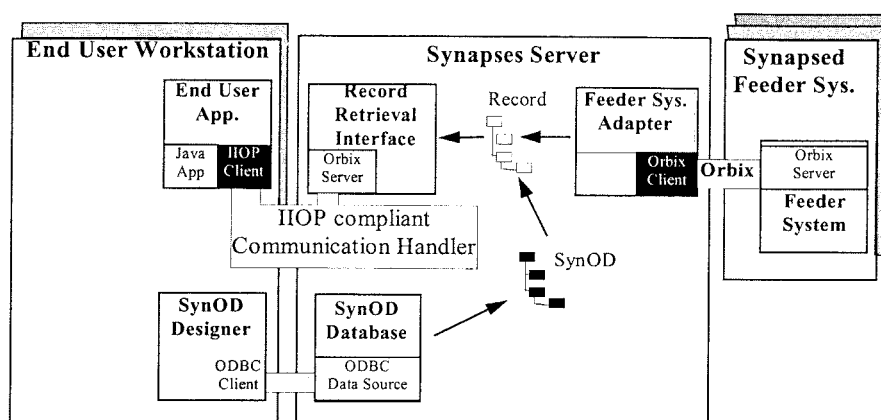 End User Workstation
Synapses Server
Synapsed
Feeder Sys.
End User
App.
Java
App
IIOP
Client
Record
Retrieval
Interface
Orbix
Server
Record
Feeder Sys.
Adapter
Orbix
Client
Orbix
Orbix
Server
Feeder
System
IIOP compliant
Communication Handler
SynOD
SynOD
Designer
ODBC
Client
SynOD
Database
ODBC
Data Source